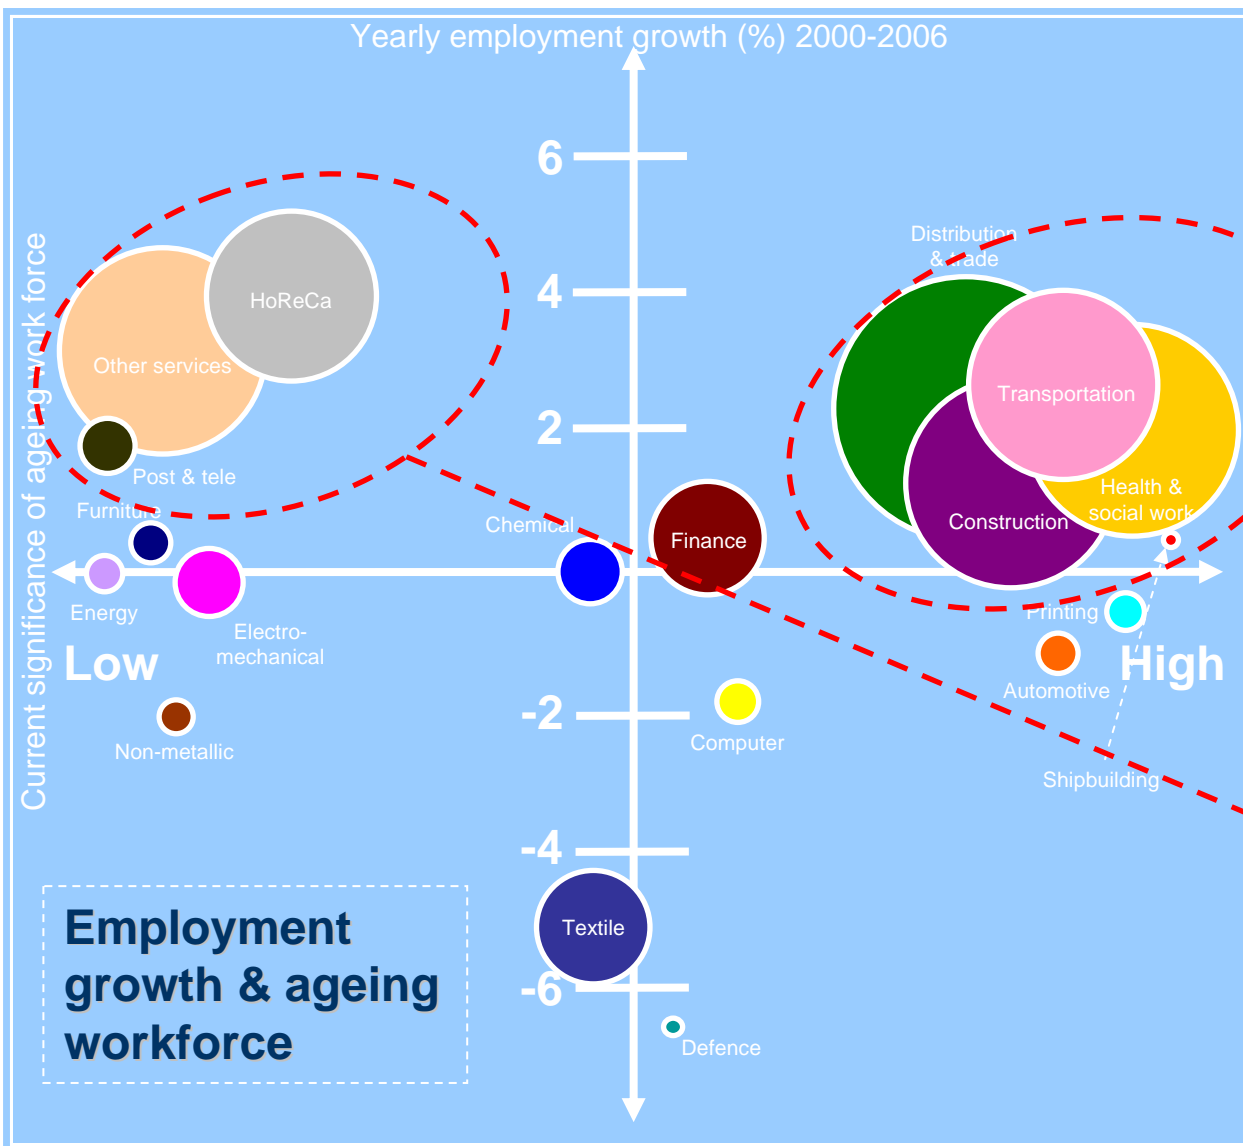 Yearly employment growth (%) 2000-2006
6
Distribution
& trade
4
HoReCa
Other services
Transportation
2
Post & tele
Health &
social work
Furniture
Chemical
Finance
Construction
Current significance of ageing work force
Energy
Electro-
mechanical
Printing
Low
High
Automotive
-2
Non-metallic
Computer
Shipbuilding
-4
Textile
-6
Defence
Employment
growth & ageing
workforce